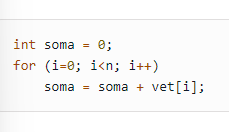 int soma = 0;
for (i=0; i<n; i++)
    soma = soma + vet[i];